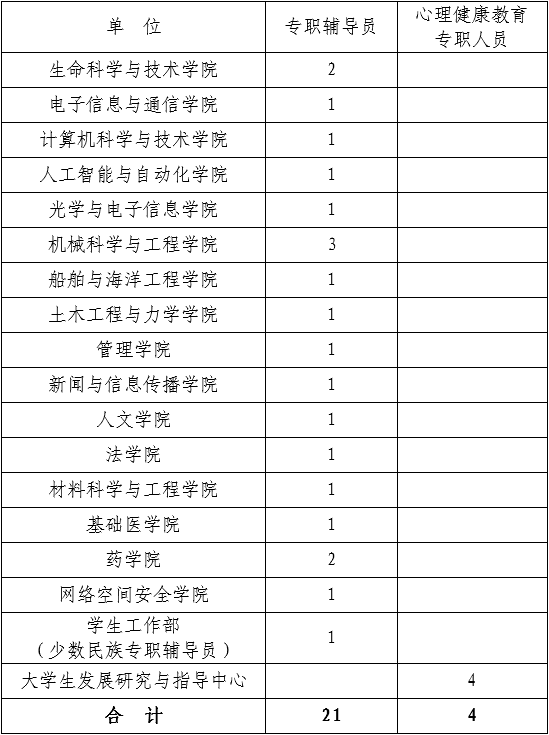 单 位 专职辅导员 心理健康教育
专职人员
生命科学与技术学院 2
电子信息与通信学院 1
计算机科学与技术学院 1
人工智能与自动化学院 1
光学与电子信息学院 1
机械科学与工程学院 3
船舶与海洋工程学院 1
土木工程与力学学院 1
管理学院 1
新闻与信息传播学院 1
人文学院 1
法学院 1
材料科学与工程学院 1
基础医学院 1
药学院 2
网络空间安全学院 1
学生工作部
（少数民族专职辅导员） 1
大学生发展研究与指导中心 4
合 计 21 4